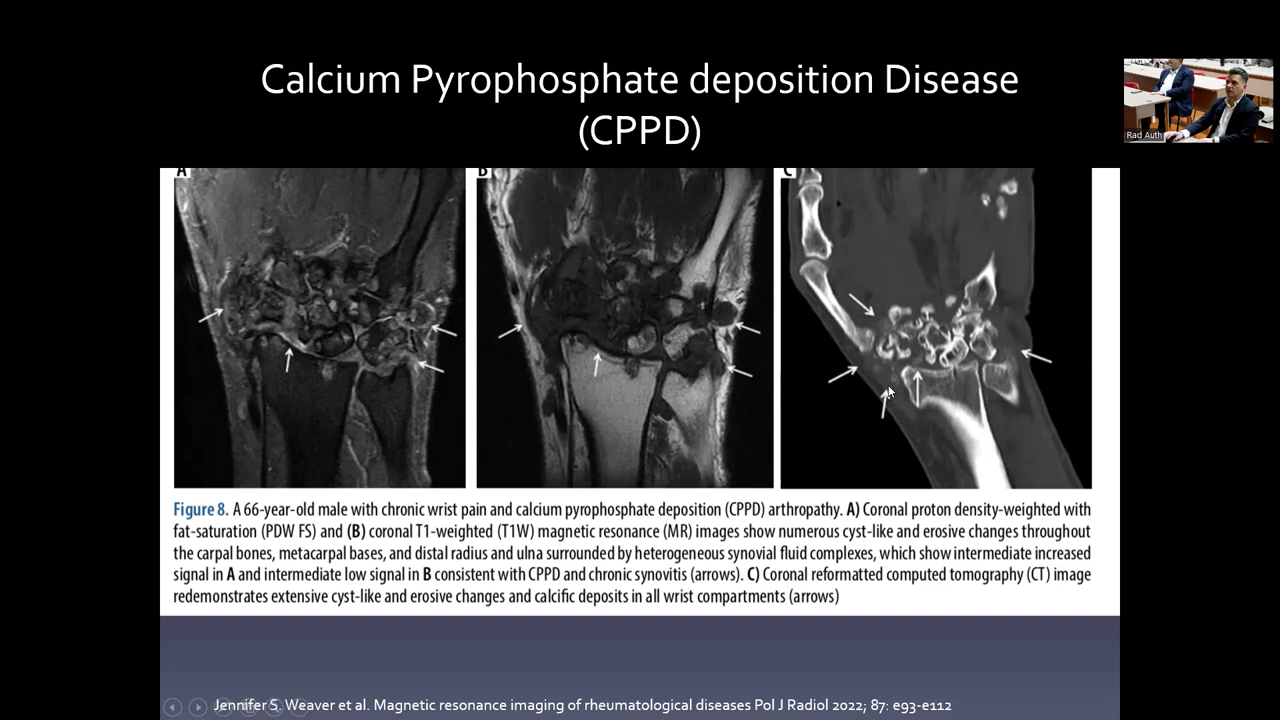 Calcium Pyrophosphate deposition Disease
(CPPD)
Rad Auth
A
B
C
Figure 8. A 66-year-old male with chronic wrist pain and calcium pyrophosphate deposition (CPPD) arthropathy. A) Coronal proton density-weighted with
fat-saturation (PDW FS) and (B) coronal T1-weighted (T1W) magnetic resonance (MR) images show numerous cyst-like and erosive changes throughout
the carpal bones, metacarpal bases, and distal radius and ulna surrounded by heterogeneous synovial fluid complexes, which show intermediate increased
signal in A and intermediate low signal in B consistent with CPPD and chronic synovitis (arrows). C) Coronal reformatted computed tomography (CT) image
redemonstrates extensive cyst-like and erosive changes and calcific deposits in all wrist compartments (arrows)
Jennifer S. Weaver et al. Magnetic resonance imaging of rheumatological diseases Pol J Radiol 2022; 87: e93-e112